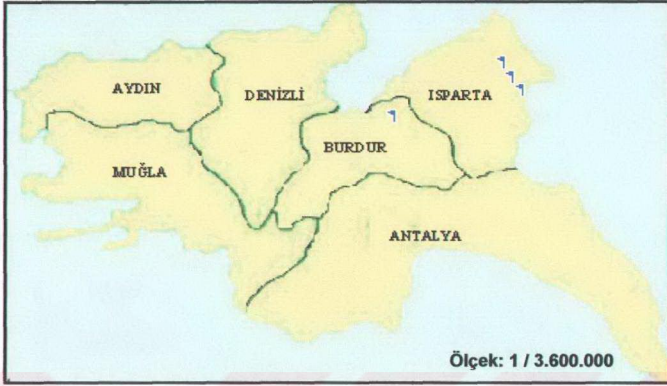 AYDIN
DENİZLİ
ISPARTA
BURDUR
MUĞLA
ANTALYA
Ölçek: 1 / 3.600.000